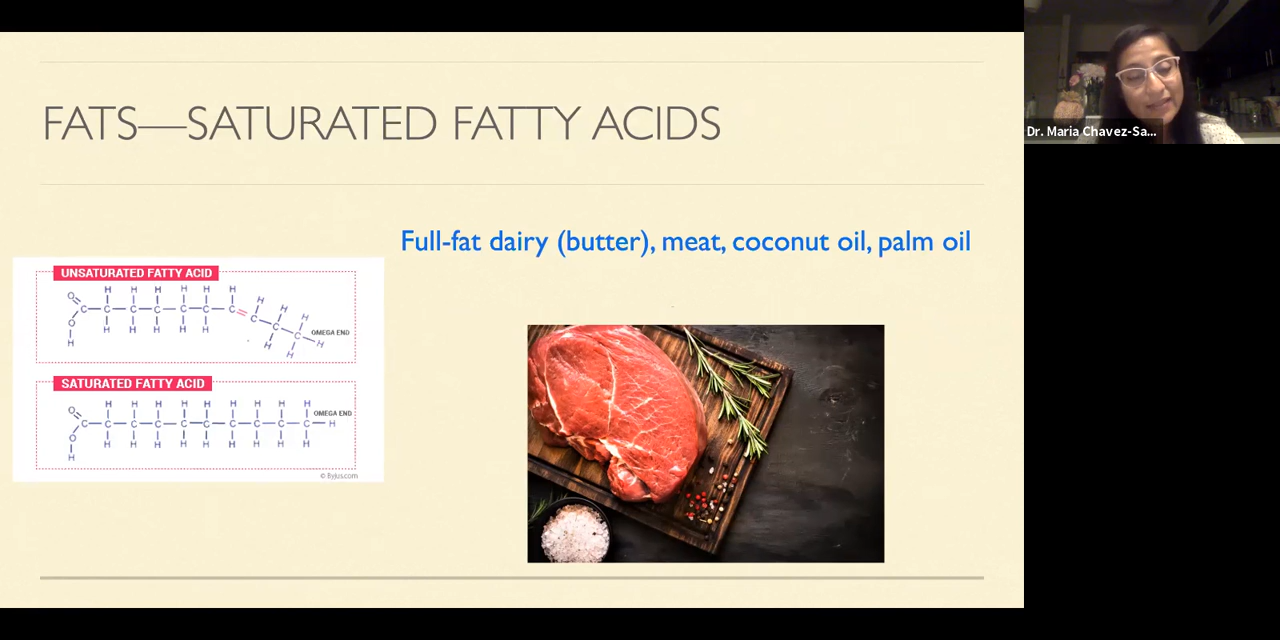 FATS—SATURATED FATTY ACIDS
Dr. Maria Chavez-Sa...
Full-fat dairy (butter), meat, coconut oil, palm oil
UNSATURATED FATTY ACID
H H H H H H
O H
C C C C C C C H
O H H H H H C C OMEGA END
H H H H
SATURATED FATTY ACID
O H H H H H H H H H OMEGA END
C C C C C C C C C C H
O H H H H H H H H H
H
© Byjus.com